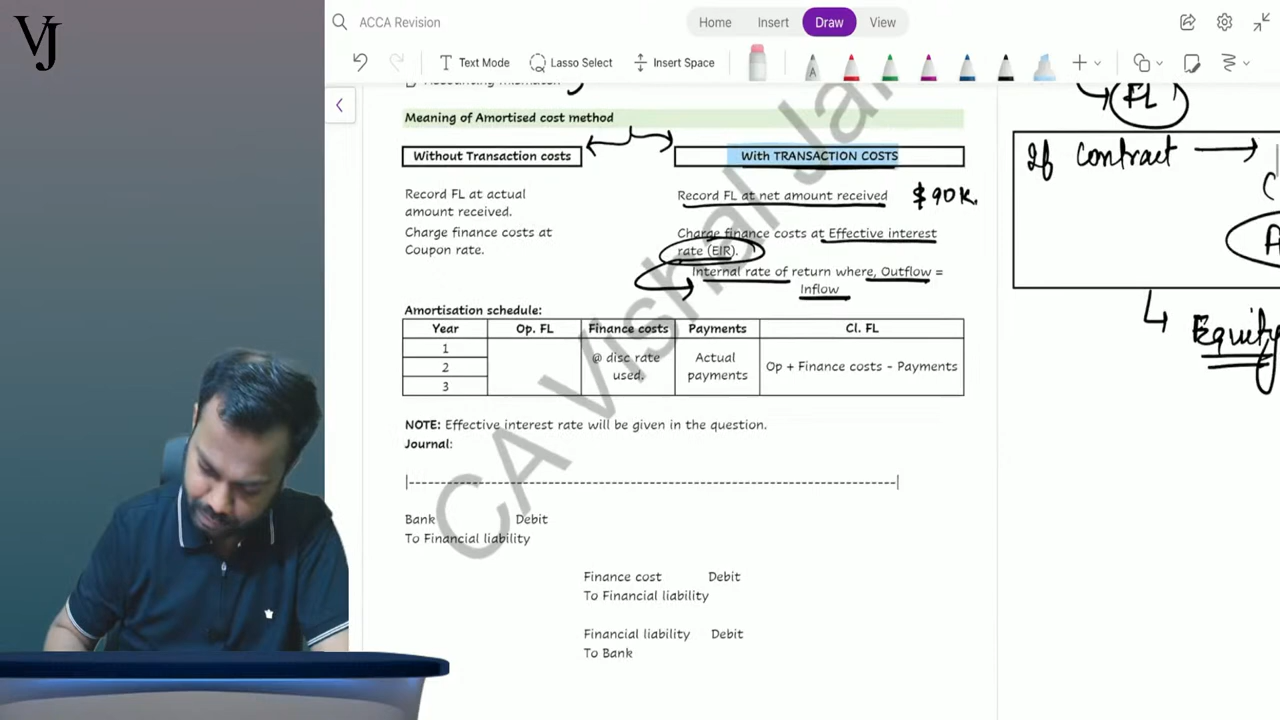 VJ
ACCA Revision
Home Insert Draw View
Text Mode Lasso Select Insert Space
Meaning of Amortised cost method
Without Transaction costs
With TRANSACTION COSTS
Record FL at actual
amount received.
Charge finance costs at
Coupon rate.
Record FL at net amount received $90K.
Charge finance costs at Effective interest
rate (EIR).
Internal rate of return where, Outflow =
Inflow
Amortisation schedule:
Year Op. FL Finance costs Payments Cl. FL
1
2
3
@ disc rate
used.
Actual
payments
Op + Finance costs - Payments
NOTE: Effective interest rate will be given in the question.
Journal:
Bank Debit
To Financial liability
Finance cost Debit
To Financial liability
Financial liability Debit
To Bank
CA Vishal
FL
If Contract
Equity